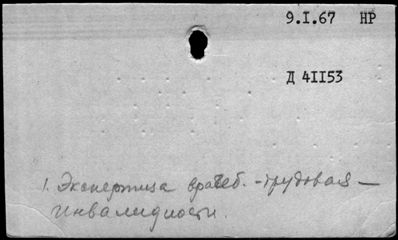 9.I.67 НР
Д 41153
1. Экспертиза врачеб. - трудовая -
инвалидности.